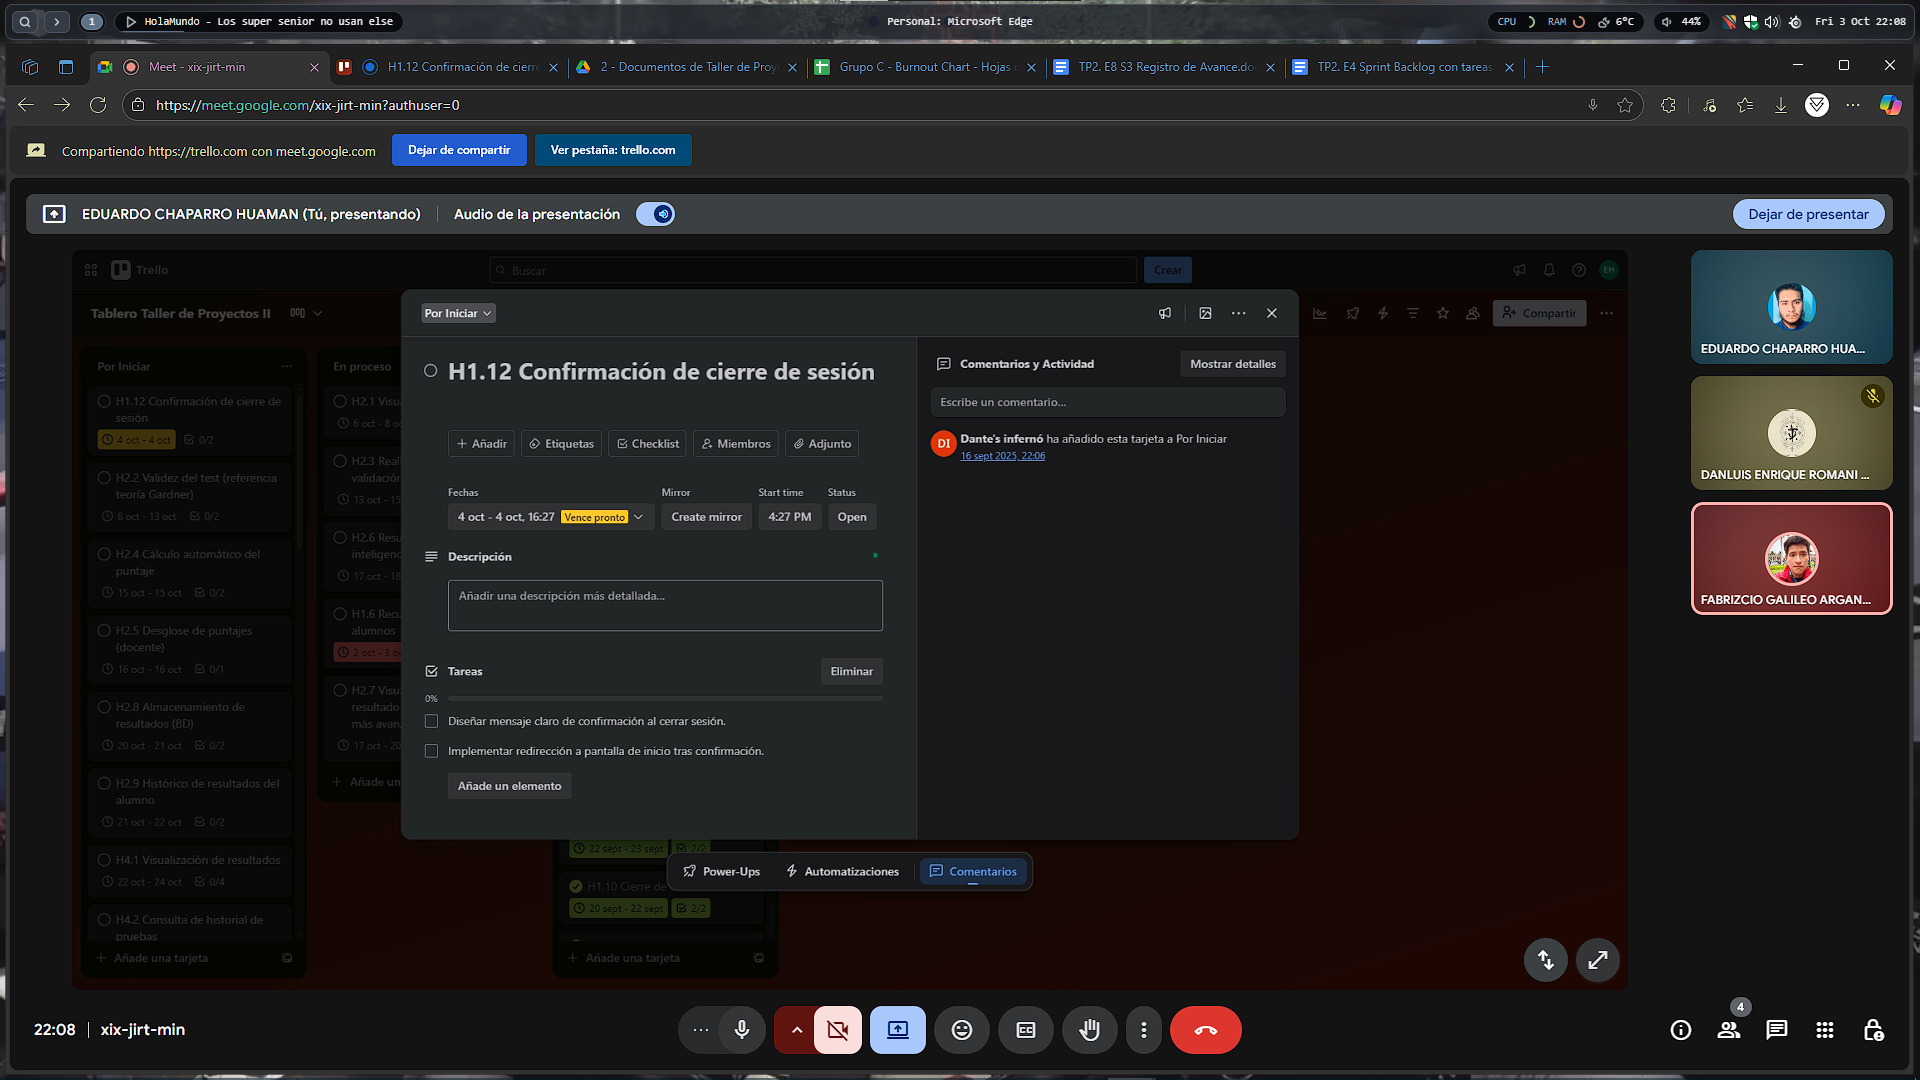 1
HolaMundo - Los super senior no usan else
Personal: Microsoft Edge
CPU
RAM
6°C
44%
Fri 3 Oct 22:08
Meet - xix-jirt-min
H1.12 Confirmación de cierre
2 - Documentos de Taller de Proy
Grupo C - Burnout Chart - Hojas
TP2. E8 S3 Registro de Avance.do
TP2. E4 Sprint Backlog con tareas
https://meet.google.com/xix-jirt-min?authuser=0
Compartiendo https://trello.com con meet.google.com
Dejar de compartir
Ver pestaña: trello.com
EDUARDO CHAPARRO HUAMAN (Tú, presentando)
Audio de la presentación
Dejar de presentar
Trello
Buscar
Crear
EH
Tablero Taller de Proyectos II
Compartir
Por Iniciar
H1.12 Confirmación de cierre de
sesión
4 oct - 4 oct
0/2
H2.2 Validez del test (referencia
teoría Gardner)
8 oct - 13 oct
0/2
H2.4 Cálculo automático del
puntaje
15 oct - 15 oct
0/2
H2.5 Desglose de puntajes
(docente)
16 oct - 16 oct
0/1
H2.8 Almacenamiento de
resultados (BD)
20 oct - 21 oct
0/2
H2.9 Histórico de resultados del
alumno
21 oct - 22 oct
0/2
H4.1 Visualización de resultados
22 oct - 24 oct
0/4
H4.2 Consulta de historial de
pruebas
Añade una tarjeta
En proceso
H2.1 Visu
6 oct - 8 oc
H2.3 Real
validación
13 oct - 15
H2.6 Resu
inteligenc
17 oct - 18
H1.6 Recu
alumnos
2 oct - 3 oc
H2.7 Visu
resultado
más avan
17 oct - 20
Añade un
Por Iniciar
H1.12 Confirmación de cierre de sesión
Añadir
Etiquetas
Checklist
Miembros
Adjunto
Fechas
Mirror
Start time
Status
4 oct - 4 oct, 16:27
Vence pronto
Create mirror
4:27 PM
Open
Descripción
Añadir una descripción más detallada...
Tareas
Eliminar
0%
Diseñar mensaje claro de confirmación al cerrar sesión.
Implementar redirección a pantalla de inicio tras confirmación.
Añade un elemento
Comentarios y Actividad
Mostrar detalles
Escribe un comentario...
DI
Dante's infernó ha añadido esta tarjeta a Por Iniciar
16 sept 2025, 22:06
22 sept - 23 sept
2/2
H1.10 Cierre de
20 sept - 22 sept
2/2
Añade una tarjeta
Power-Ups
Automatizaciones
Comentarios
EDUARDO CHAPARRO HUA...
DANLUIS ENRIQUE ROMANI ...
FABRIZCIO GALILEO ARGAN...
22:08
xix-jirt-min
4